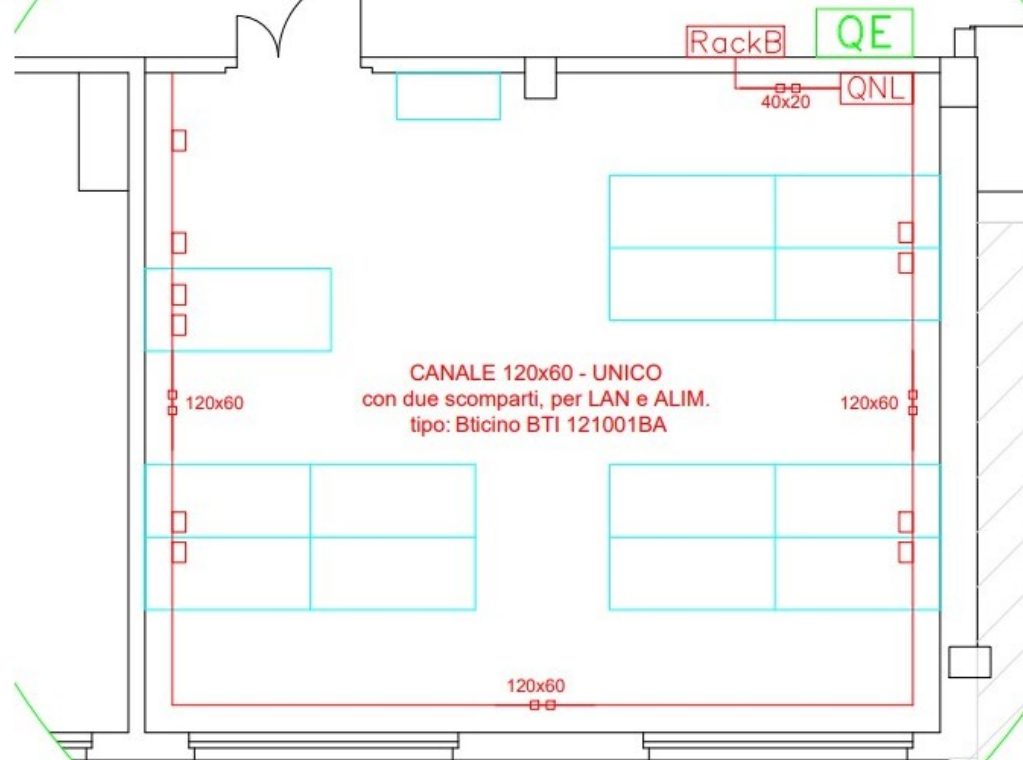 RackB
QE
QNL
40x20
CANALE 120x60 - UNICO
con due scomparti, per LAN e ALIM.
tipo: Bticino BTI 121001BA
120x60
120x60
120x60